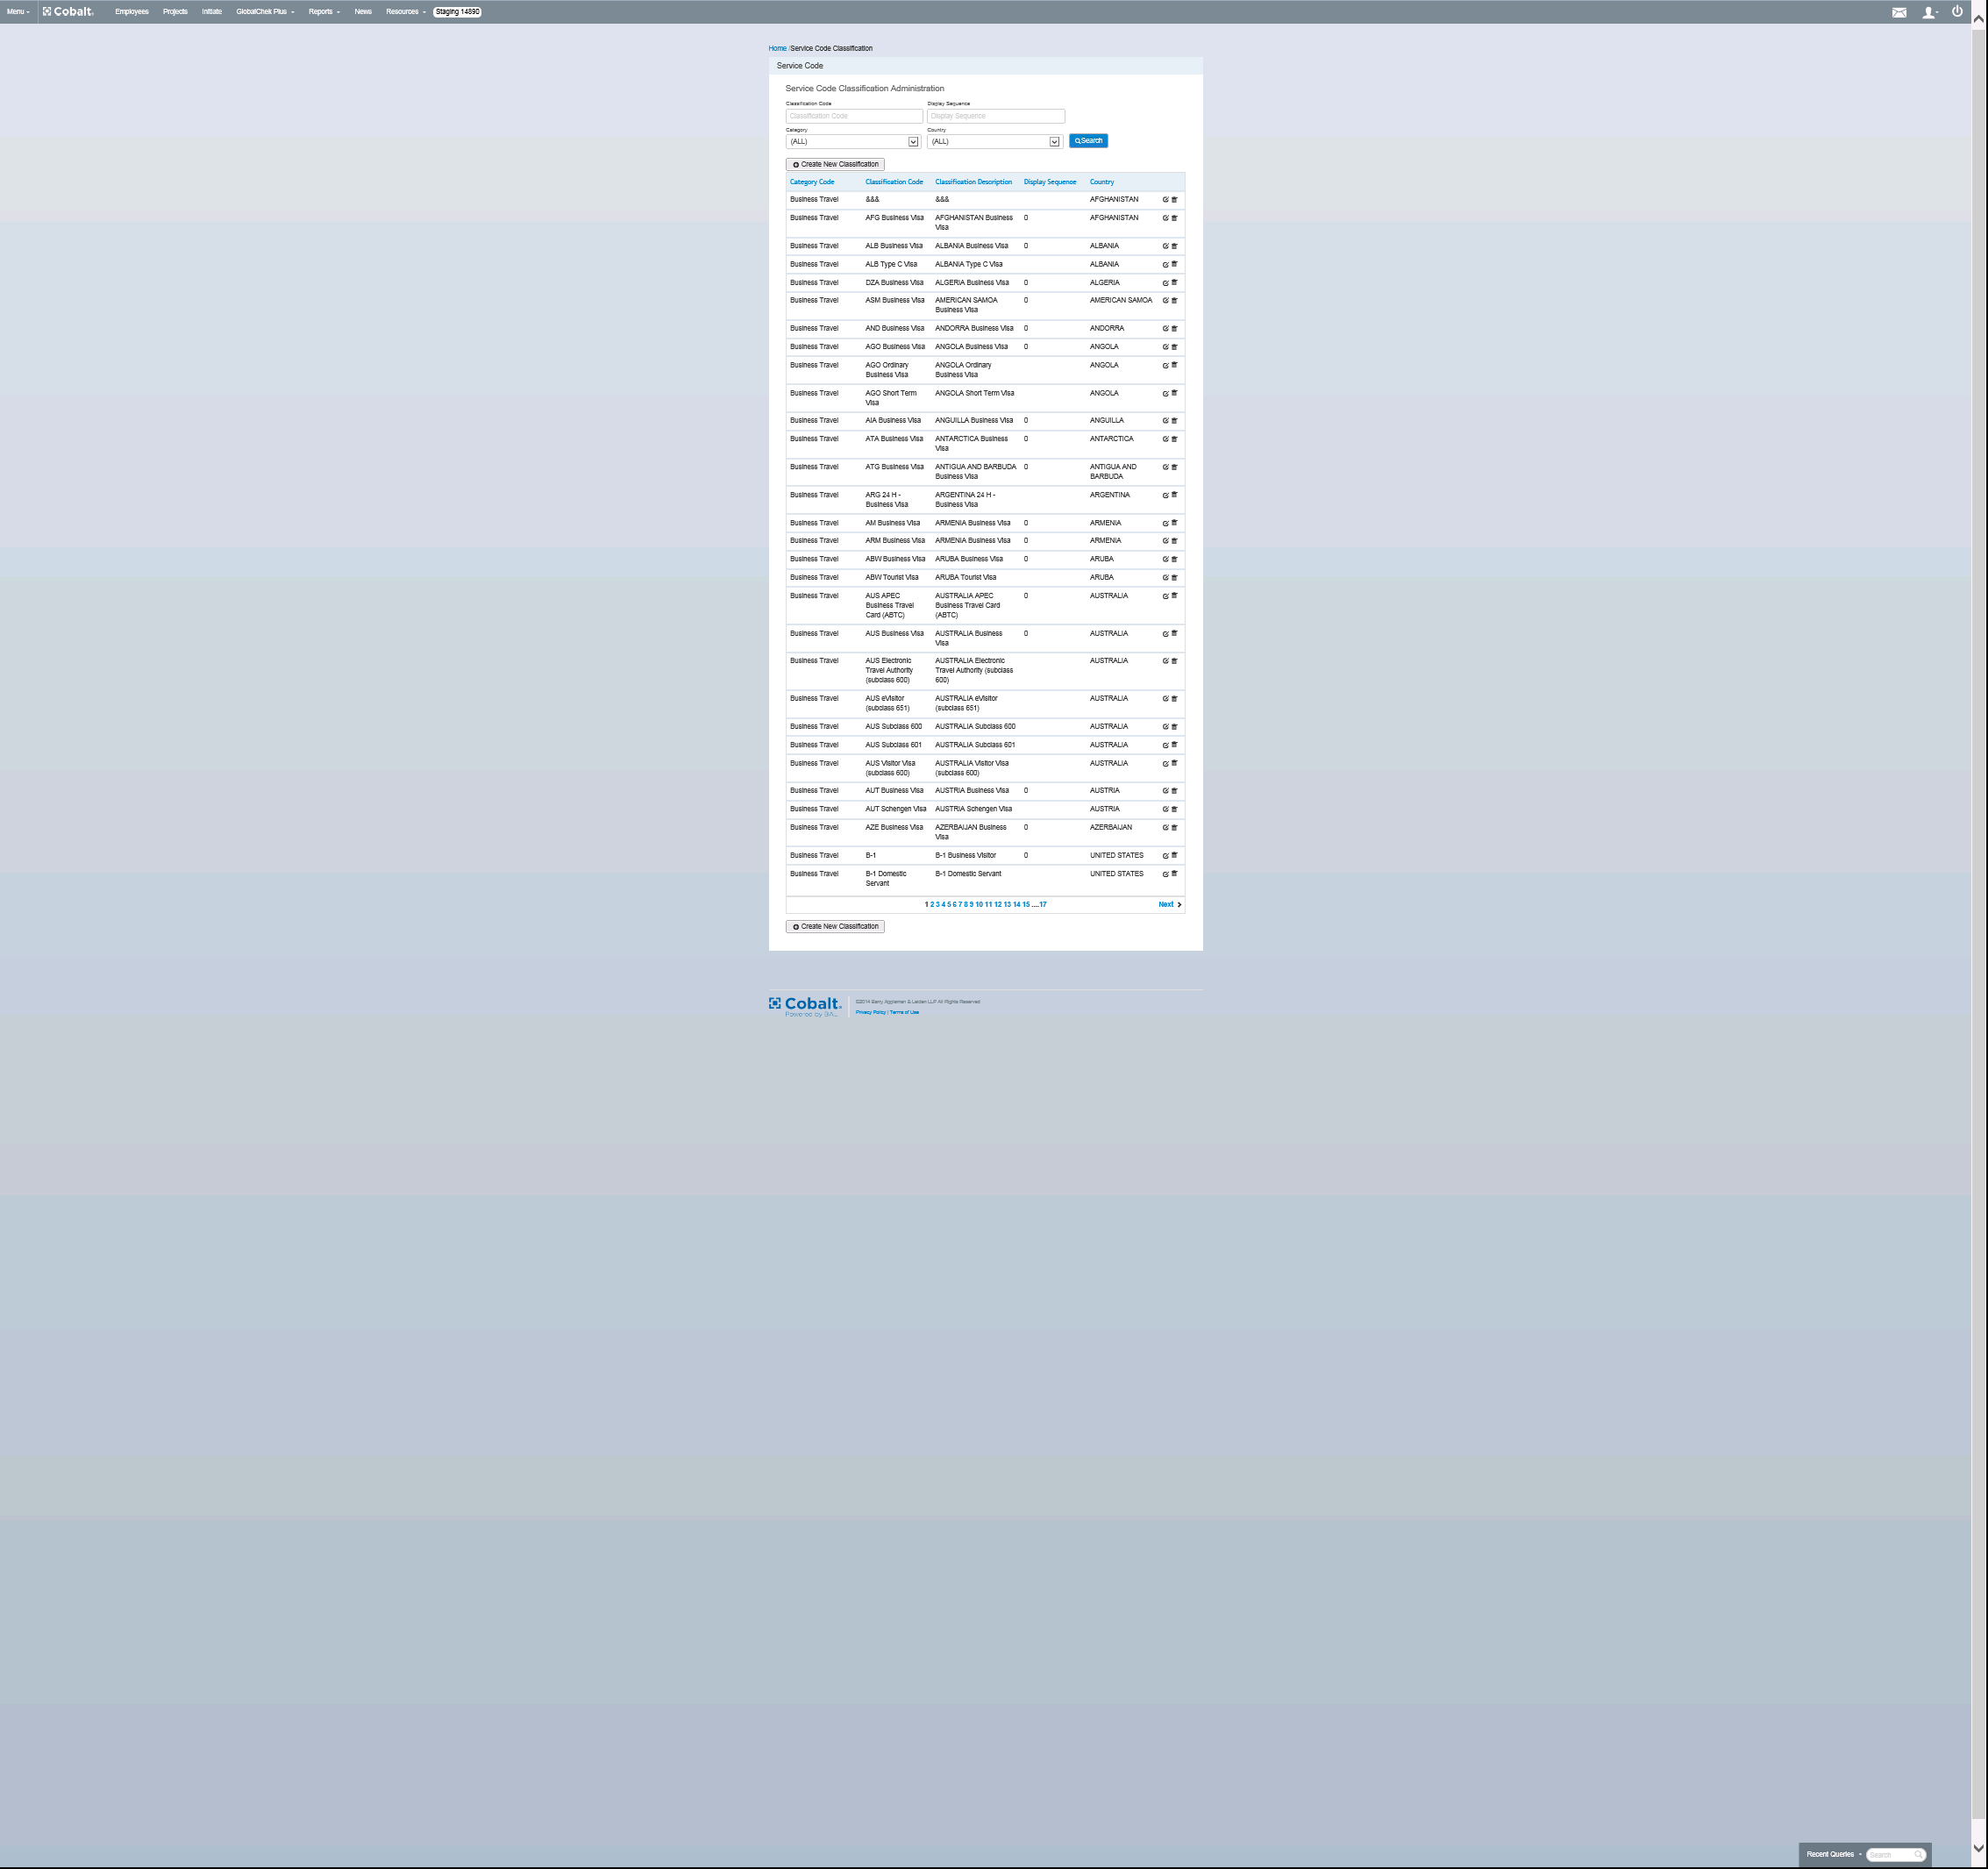 Menu Cobalt. Employees Projects Initiate GlobalChek Plus Reports News Resources Staging 14890
Home /Service Code Classification
Service Code
Service Code Classification Administration
Classification Code Display Sequence
Classification Code Display Sequence
Category Country
(ALL) (ALL) Search
Create New Classification
Category Code Classification Code Classification Description Display Sequence Country
Business Travel &&& &&& AFGHANISTAN
Business Travel AFG Business Visa AFGHANISTAN Business 0 AFGHANISTAN
Visa
Business Travel ALB Business Visa ALBANIA Business Visa 0 ALBANIA
Business Travel ALB Type C Visa ALBANIA Type C Visa ALBANIA
Business Travel DZA Business Visa ALGERIA Business Visa 0 ALGERIA
Business Travel ASM Business Visa AMERICAN SAMOA 0 AMERICAN SAMOA
Business Visa
Business Travel AND Business Visa ANDORRA Business Visa 0 ANDORRA
Business Travel AGO Business Visa ANGOLA Business Visa 0 ANGOLA
Business Travel AGO Ordinary ANGOLA Ordinary ANGOLA
Business Visa Business Visa
Business Travel AGO Short Term ANGOLA Short Term Visa ANGOLA
Visa
Business Travel AIA Business Visa ANGUILLA Business Visa 0 ANGUILLA
Business Travel ATA Business Visa ANTARCTICA Business 0 ANTARCTICA
Visa
Business Travel ATG Business Visa ANTIGUA AND BARBUDA 0 ANTIGUA AND
Business Visa BARBUDA
Business Travel ARG 24 H - ARGENTINA 24 H - ARGENTINA
Business Visa Business Visa
Business Travel AM Business Visa ARMENIA Business Visa 0 ARMENIA
Business Travel ARM Business Visa ARMENIA Business Visa 0 ARMENIA
Business Travel ABW Business Visa ARUBA Business Visa 0 ARUBA
Business Travel ABW Tourist Visa ARUBA Tourist Visa ARUBA
Business Travel AUS APEC AUSTRALIA APEC 0 AUSTRALIA
Business Travel Business Travel Card
Card (ABTC) (ABTC)
Business Travel AUS Business Visa AUSTRALIA Business 0 AUSTRALIA
Visa
Business Travel AUS Electronic AUSTRALIA Electronic AUSTRALIA
Travel Authority Travel Authority (subclass
(subclass 600) 600)
Business Travel AUS eVisitor AUSTRALIA eVisitor AUSTRALIA
(subclass 651) (subclass 651)
Business Travel AUS Subclass 600 AUSTRALIA Subclass 600 AUSTRALIA
Business Travel AUS Subclass 601 AUSTRALIA Subclass 601 AUSTRALIA
Business Travel AUS Visitor Visa AUSTRALIA Visitor Visa AUSTRALIA
(subclass 600) (subclass 600)
Business Travel AUT Business Visa AUSTRIA Business Visa 0 AUSTRIA
Business Travel AUT Schengen Visa AUSTRIA Schengen Visa AUSTRIA
Business Travel AZE Business Visa AZERBAIJAN Business 0 AZERBAIJAN
Visa
Business Travel B-1 B-1 Business Visitor 0 UNITED STATES
Business Travel B-1 Domestic B-1 Domestic Servant UNITED STATES
Servant
1 2 3 4 5 6 7 8 9 10 11 12 13 14 15 ....17 Next
Create New Classification
Cobalt. ©2014 Barry Appleman & Leiden LLP All Rights Reserved
Powered by BAL Privacy Policy | Terms of Use
Recent Queries Search